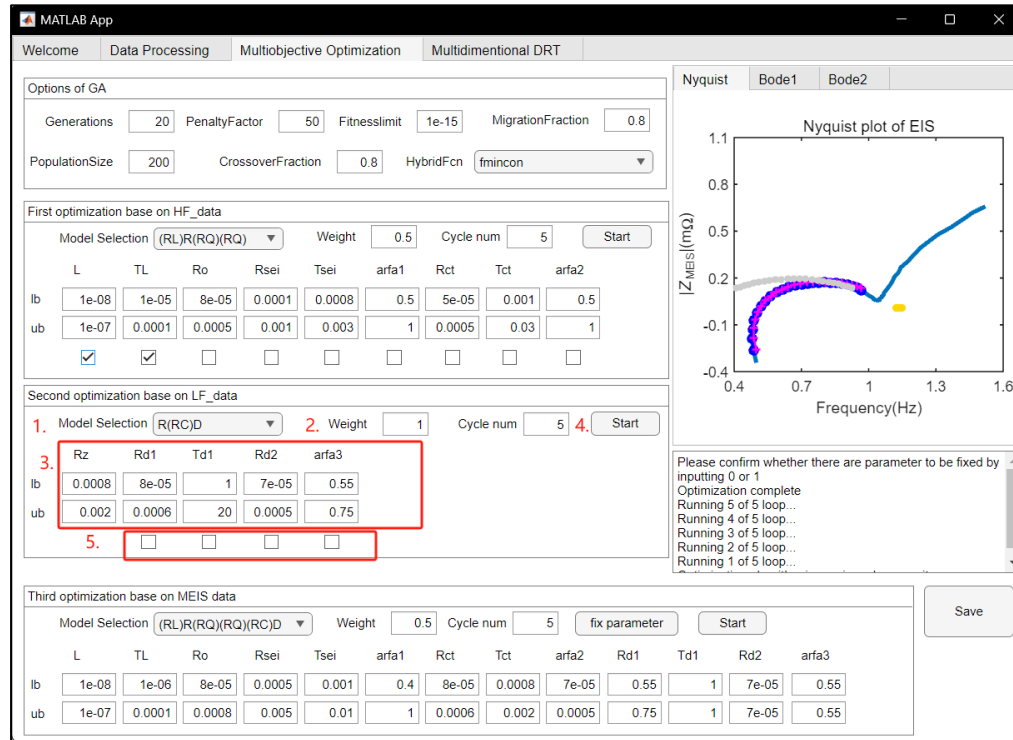 MATLAB App
Welcome Data Processing Multiobjective Optimization Multidimentional DRT
Options of GA
Generations 20 PenaltyFactor 50 Fitnesslimit 1e-15 MigrationFraction 0.8
PopulationSize 200 CrossoverFraction 0.8 HybridFcn fmincon
First optimization base on HF_data
Model Selection (RL)R(RQ)(RQ) Weight 0.5 Cycle num 5 Start
L TL Ro Rsei Tsei arfa1 Rct Tct arfa2
lb 1e-08 1e-05 8e-05 0.0001 0.0008 0.5 5e-05 0.001 0.5
ub 1e-07 0.0001 0.0005 0.001 0.003 1 0.0005 0.03 1
Second optimization base on LF_data
1. Model Selection R(RC)D 2. Weight 1 Cycle num 5 4. Start
3. Rz Rd1 Td1 Rd2 arfa3
lb 0.0008 8e-05 1 7e-05 0.55
ub 0.002 0.0006 20 0.0005 0.75
5.
Nyquist Bode1 Bode2
Nyquist plot of EIS
|Z_MEIS|(mΩ)
1.1
0.8
0.5
0.2
-0.1
-0.4
0.4 0.7 1 1.3 1.6
Frequency(Hz)
Please confirm whether there are parameter to be fixed by
inputting 0 or 1
Optimization complete
Running 5 of 5 loop...
Running 4 of 5 loop...
Running 3 of 5 loop...
Running 2 of 5 loop...
Running 1 of 5 loop...
Third optimization base on MEIS data
Model Selection (RL)R(RQ)(RQ)(RC)D Weight 0.5 Cycle num 5 fix parameter Start
L TL Ro Rsei Tsei arfa1 Rct Tct arfa2 Rd1 Td1 Rd2 arfa3
lb 1e-08 1e-06 8e-05 0.0005 0.001 0.4 8e-05 0.0008 7e-05 0.55 1 7e-05 0.55
ub 1e-07 0.0001 0.0008 0.005 0.01 1 0.0006 0.002 0.0005 0.75 1 7e-05 0.55
Save